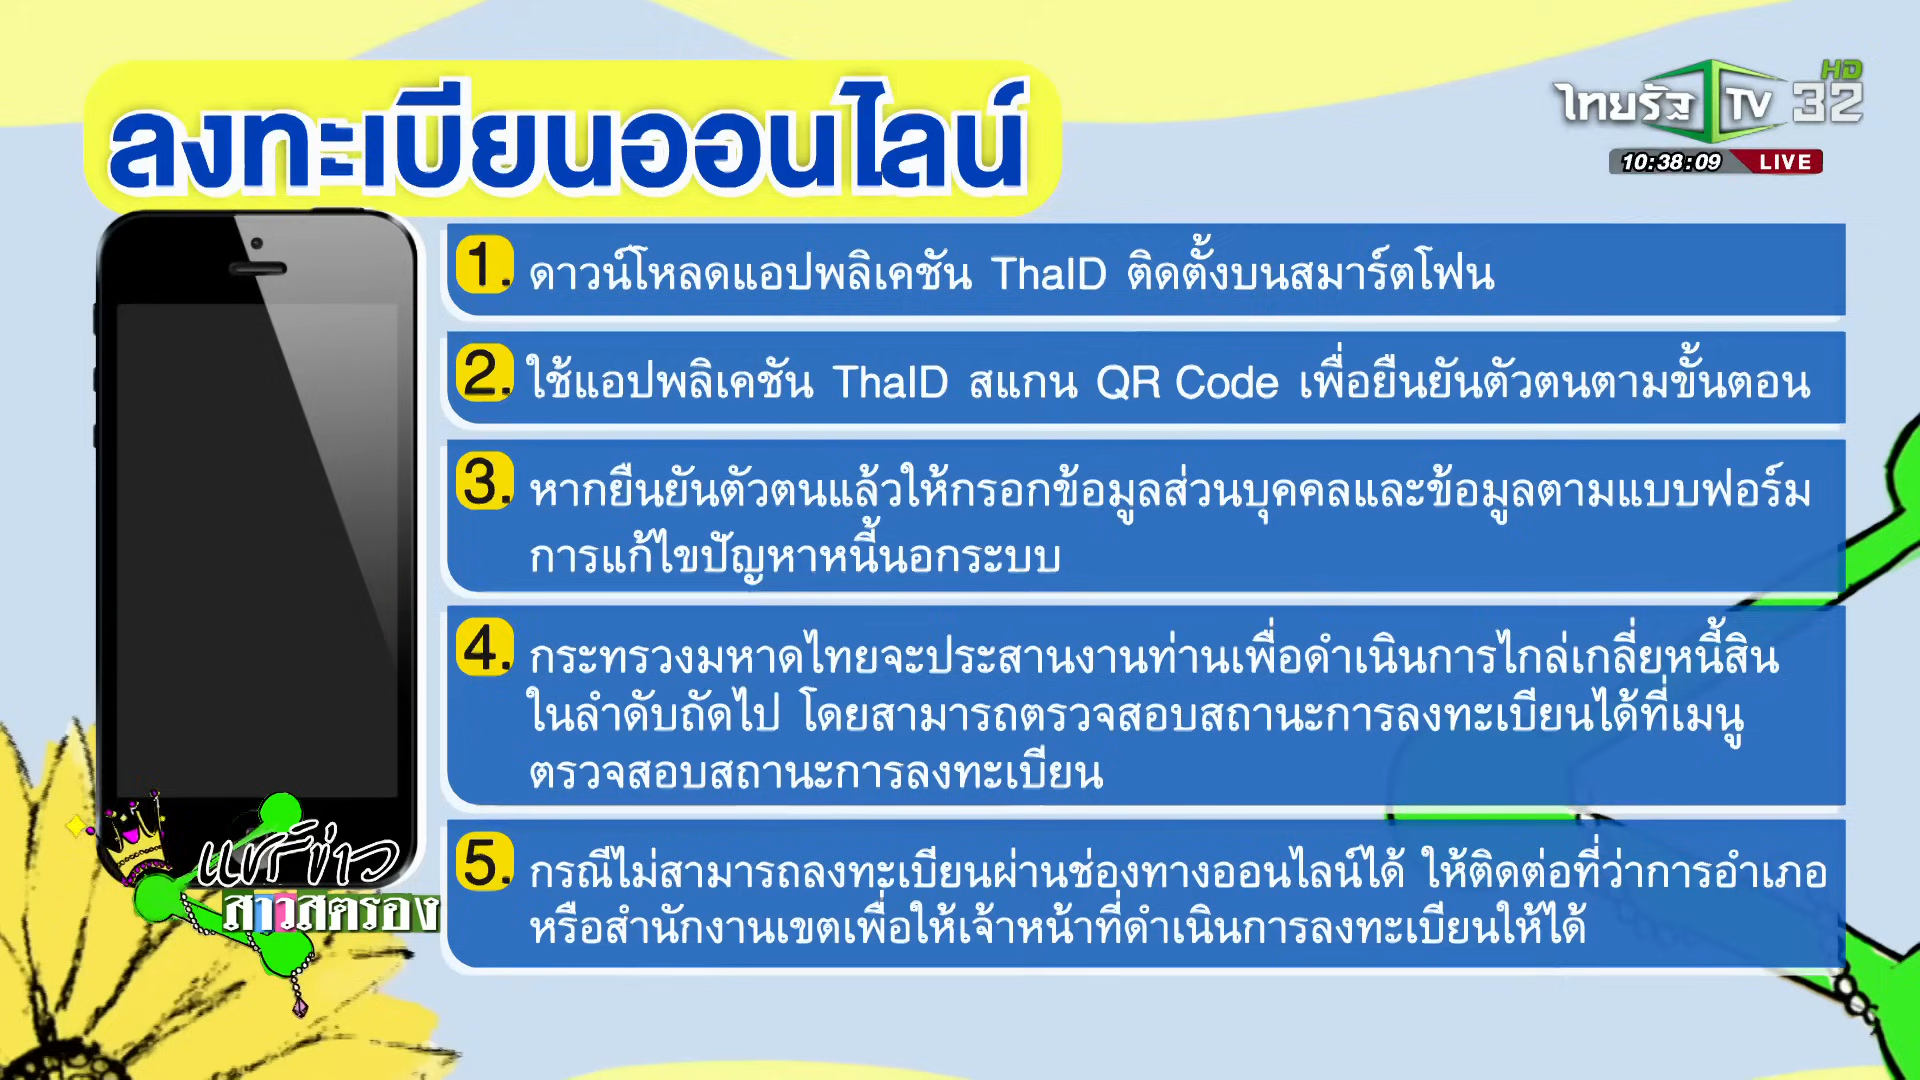 ลงทะเบียนออนไลน์
ไทยรัฐ TV HD 32
10:38:09 LIVE
1. ดาวน์โหลดแอปพลิเคชัน ThaID ติดตั้งบนสมาร์ตโฟน
2. ใช้แอปพลิเคชัน ThaID สแกน QR Code เพื่อยืนยันตัวตนตามขั้นตอน
3. หากยืนยันตัวตนแล้วให้กรอกข้อมูลส่วนบุคคลและข้อมูลตามแบบฟอร์ม
การแก้ไขปัญหาหนี้นอกระบบ
4. กระทรวงมหาดไทยจะประสานงานท่านเพื่อดำเนินการไกล่เกลี่ยหนี้สิน
ในลำดับถัดไป โดยสามารถตรวจสอบสถานะการลงทะเบียนได้ที่เมนู
ตรวจสอบสถานะการลงทะเบียน
5. กรณีไม่สามารถลงทะเบียนผ่านช่องทางออนไลน์ได้ ให้ติดต่อที่ว่าการอำเภอ
หรือสำนักงานเขตเพื่อให้เจ้าหน้าที่ดำเนินการลงทะเบียนให้ได้
แชร์ข่าว
สาวสตรอง